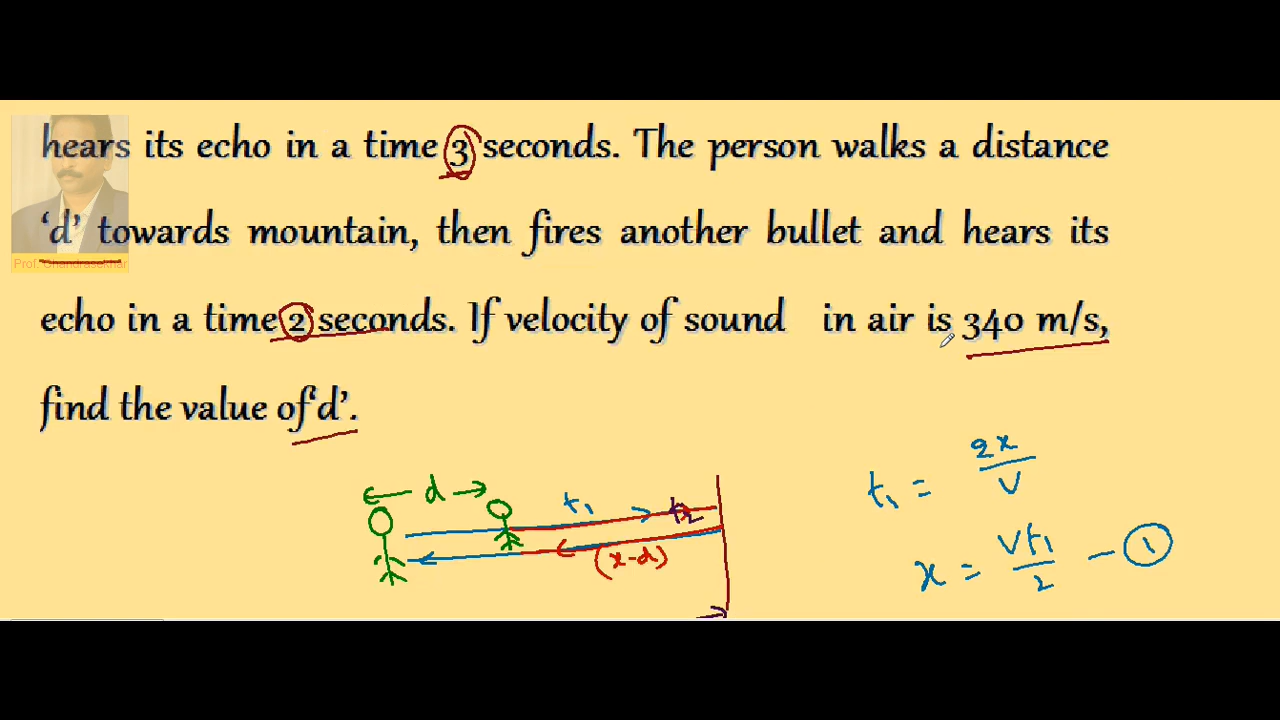 hears its echo in a time 3 seconds. The person walks a distance
'd' towards mountain, then fires another bullet and hears its
Prof. Chandrasekhar
echo in a time 2 seconds. If velocity of sound in air is 340 m/s,
find the value of 'd'.
d
t₁
t₂
(x-d)
t₁ = 2x/V
x = Vt₁/2 - ①